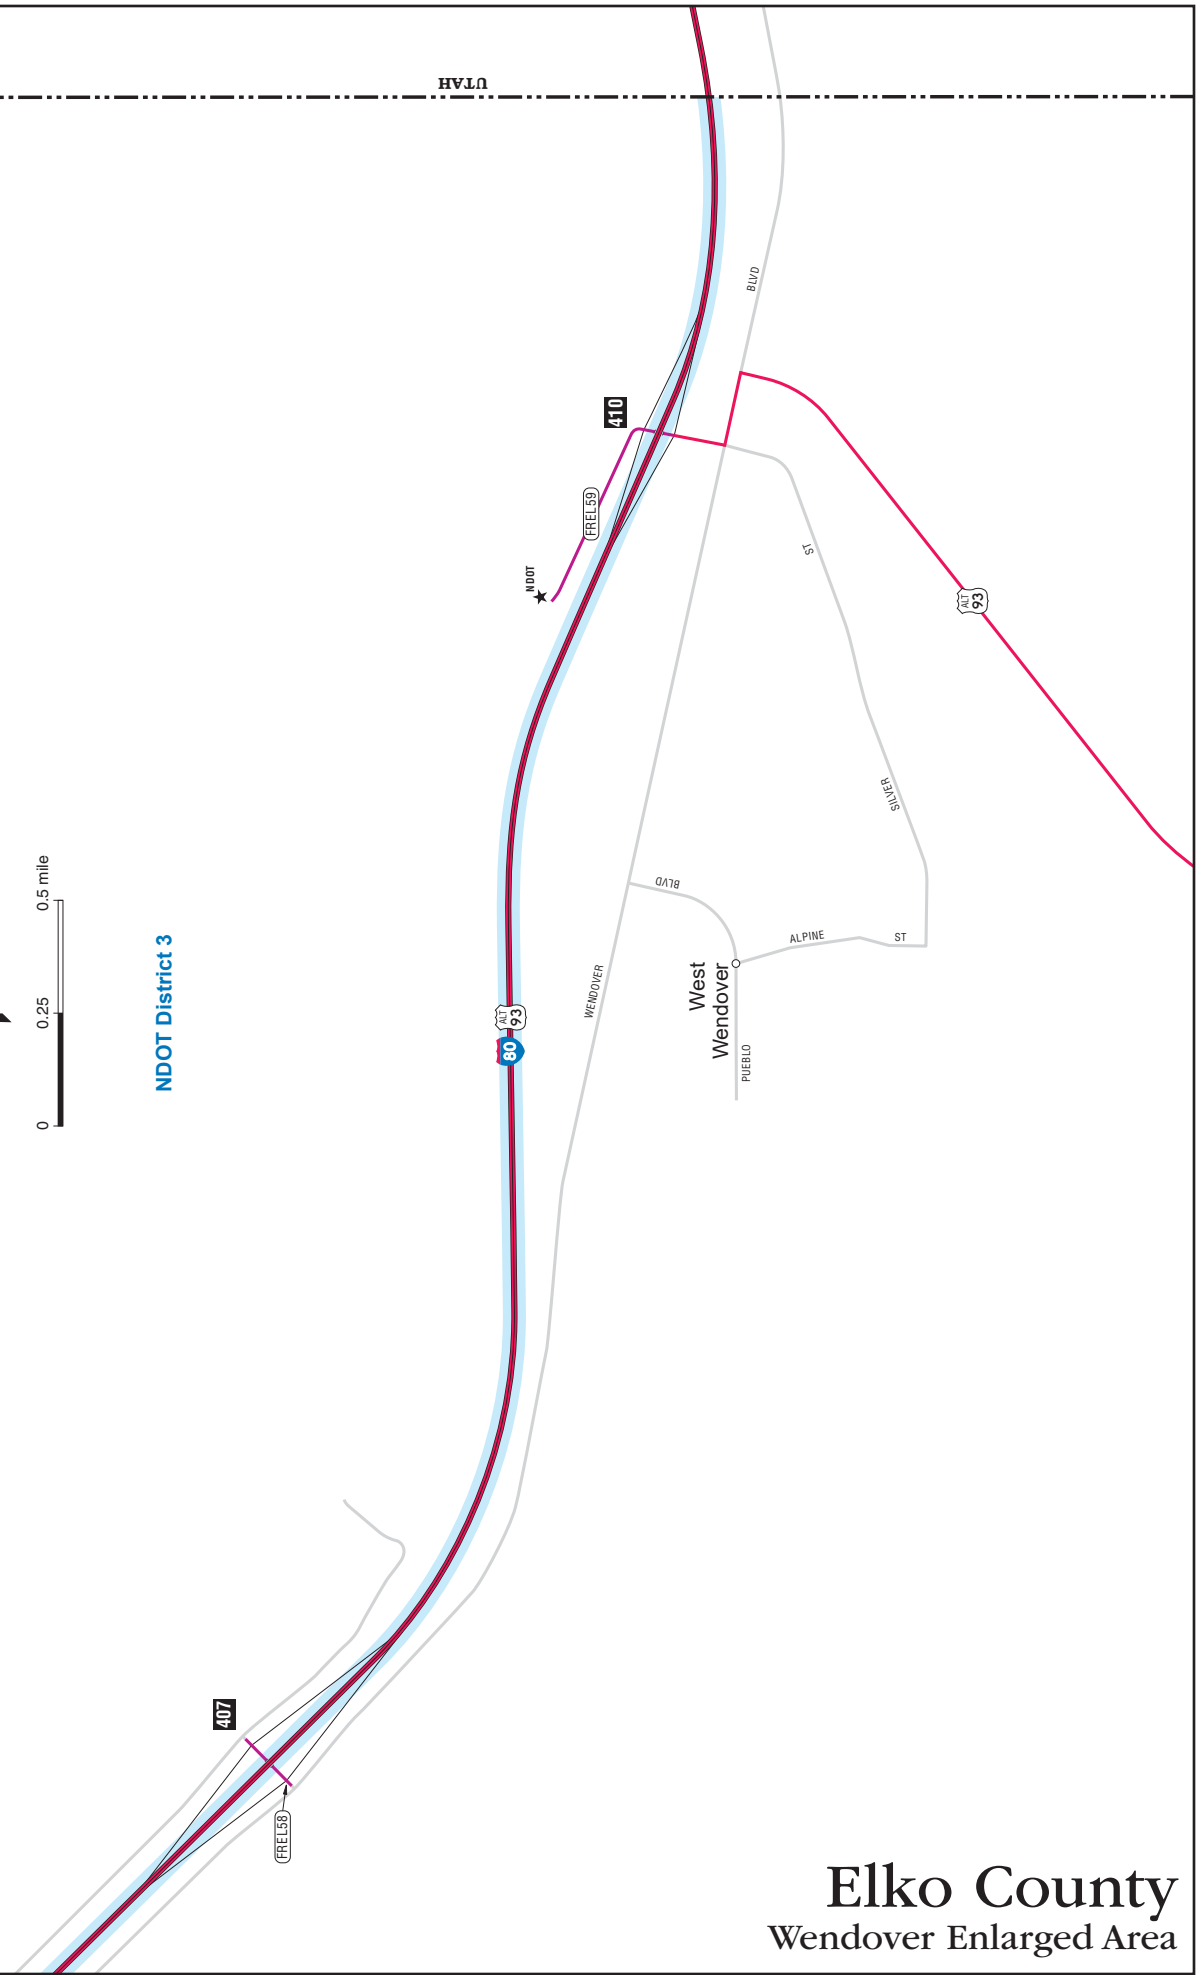 UTAH
BLVD
410
FREL59
NDOT
ST
ALT
93
SILVER
0 0.25 0.5 mile
NDOT District 3
BLVD
ALPINE
ST
WENDOVER
West
Wendover
PUEBLO
ALT
93
80
407
FREL58
Elko County
Wendover Enlarged Area